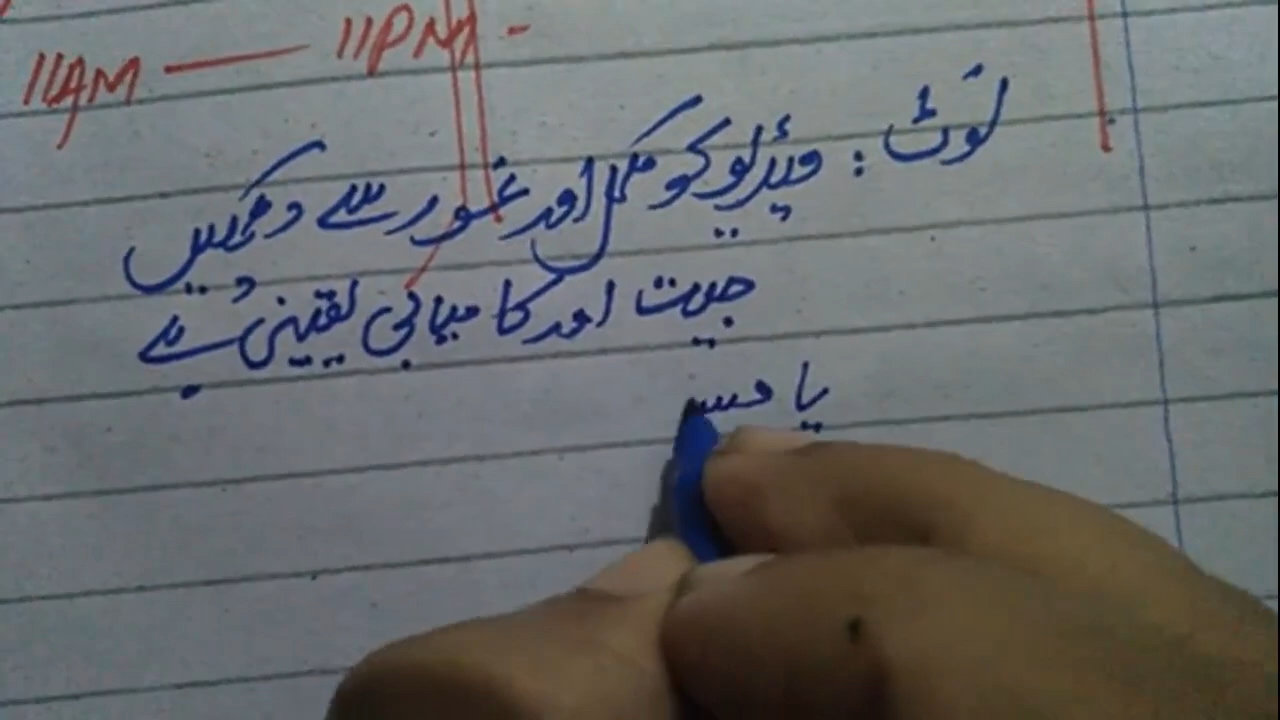 11AM — 11PM -
نوٹ: ویڈیو کو مکمل اور غور سے دیکھیں
جیت اور کامیابی یقینی ہے
یا